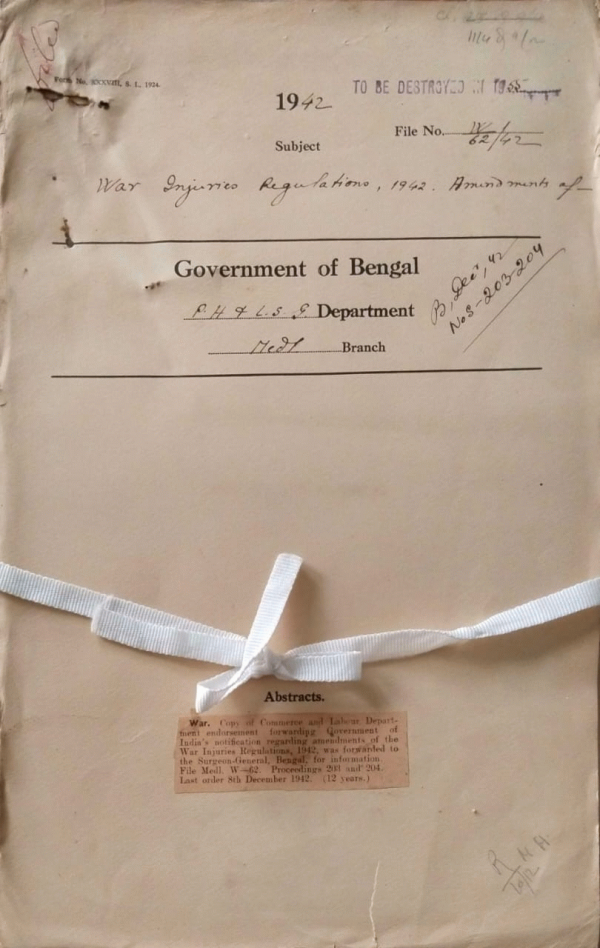 Form No. XXXVIII, S. I., 1924.
TO BE DESTROYED IN 1955
1942
File No. W 1
62/42
Subject
War Injuries Regulations, 1942. Amendments of
Government of Bengal
P. H & L. S. G. Department
Medl. Branch
B, Dec', 42
Nos-203-204
Abstracts.
War. Copy of Commerce and Labour Depart-
ment endorsement forwarding Government of
India's notification regarding amendments of the
War Injuries Regulations, 1942, was forwarded to
the Surgeon-General, Bengal, for information.
File Medl. W—62. Proceedings 203 and 204.
Last order 8th December 1942. (12 years.)